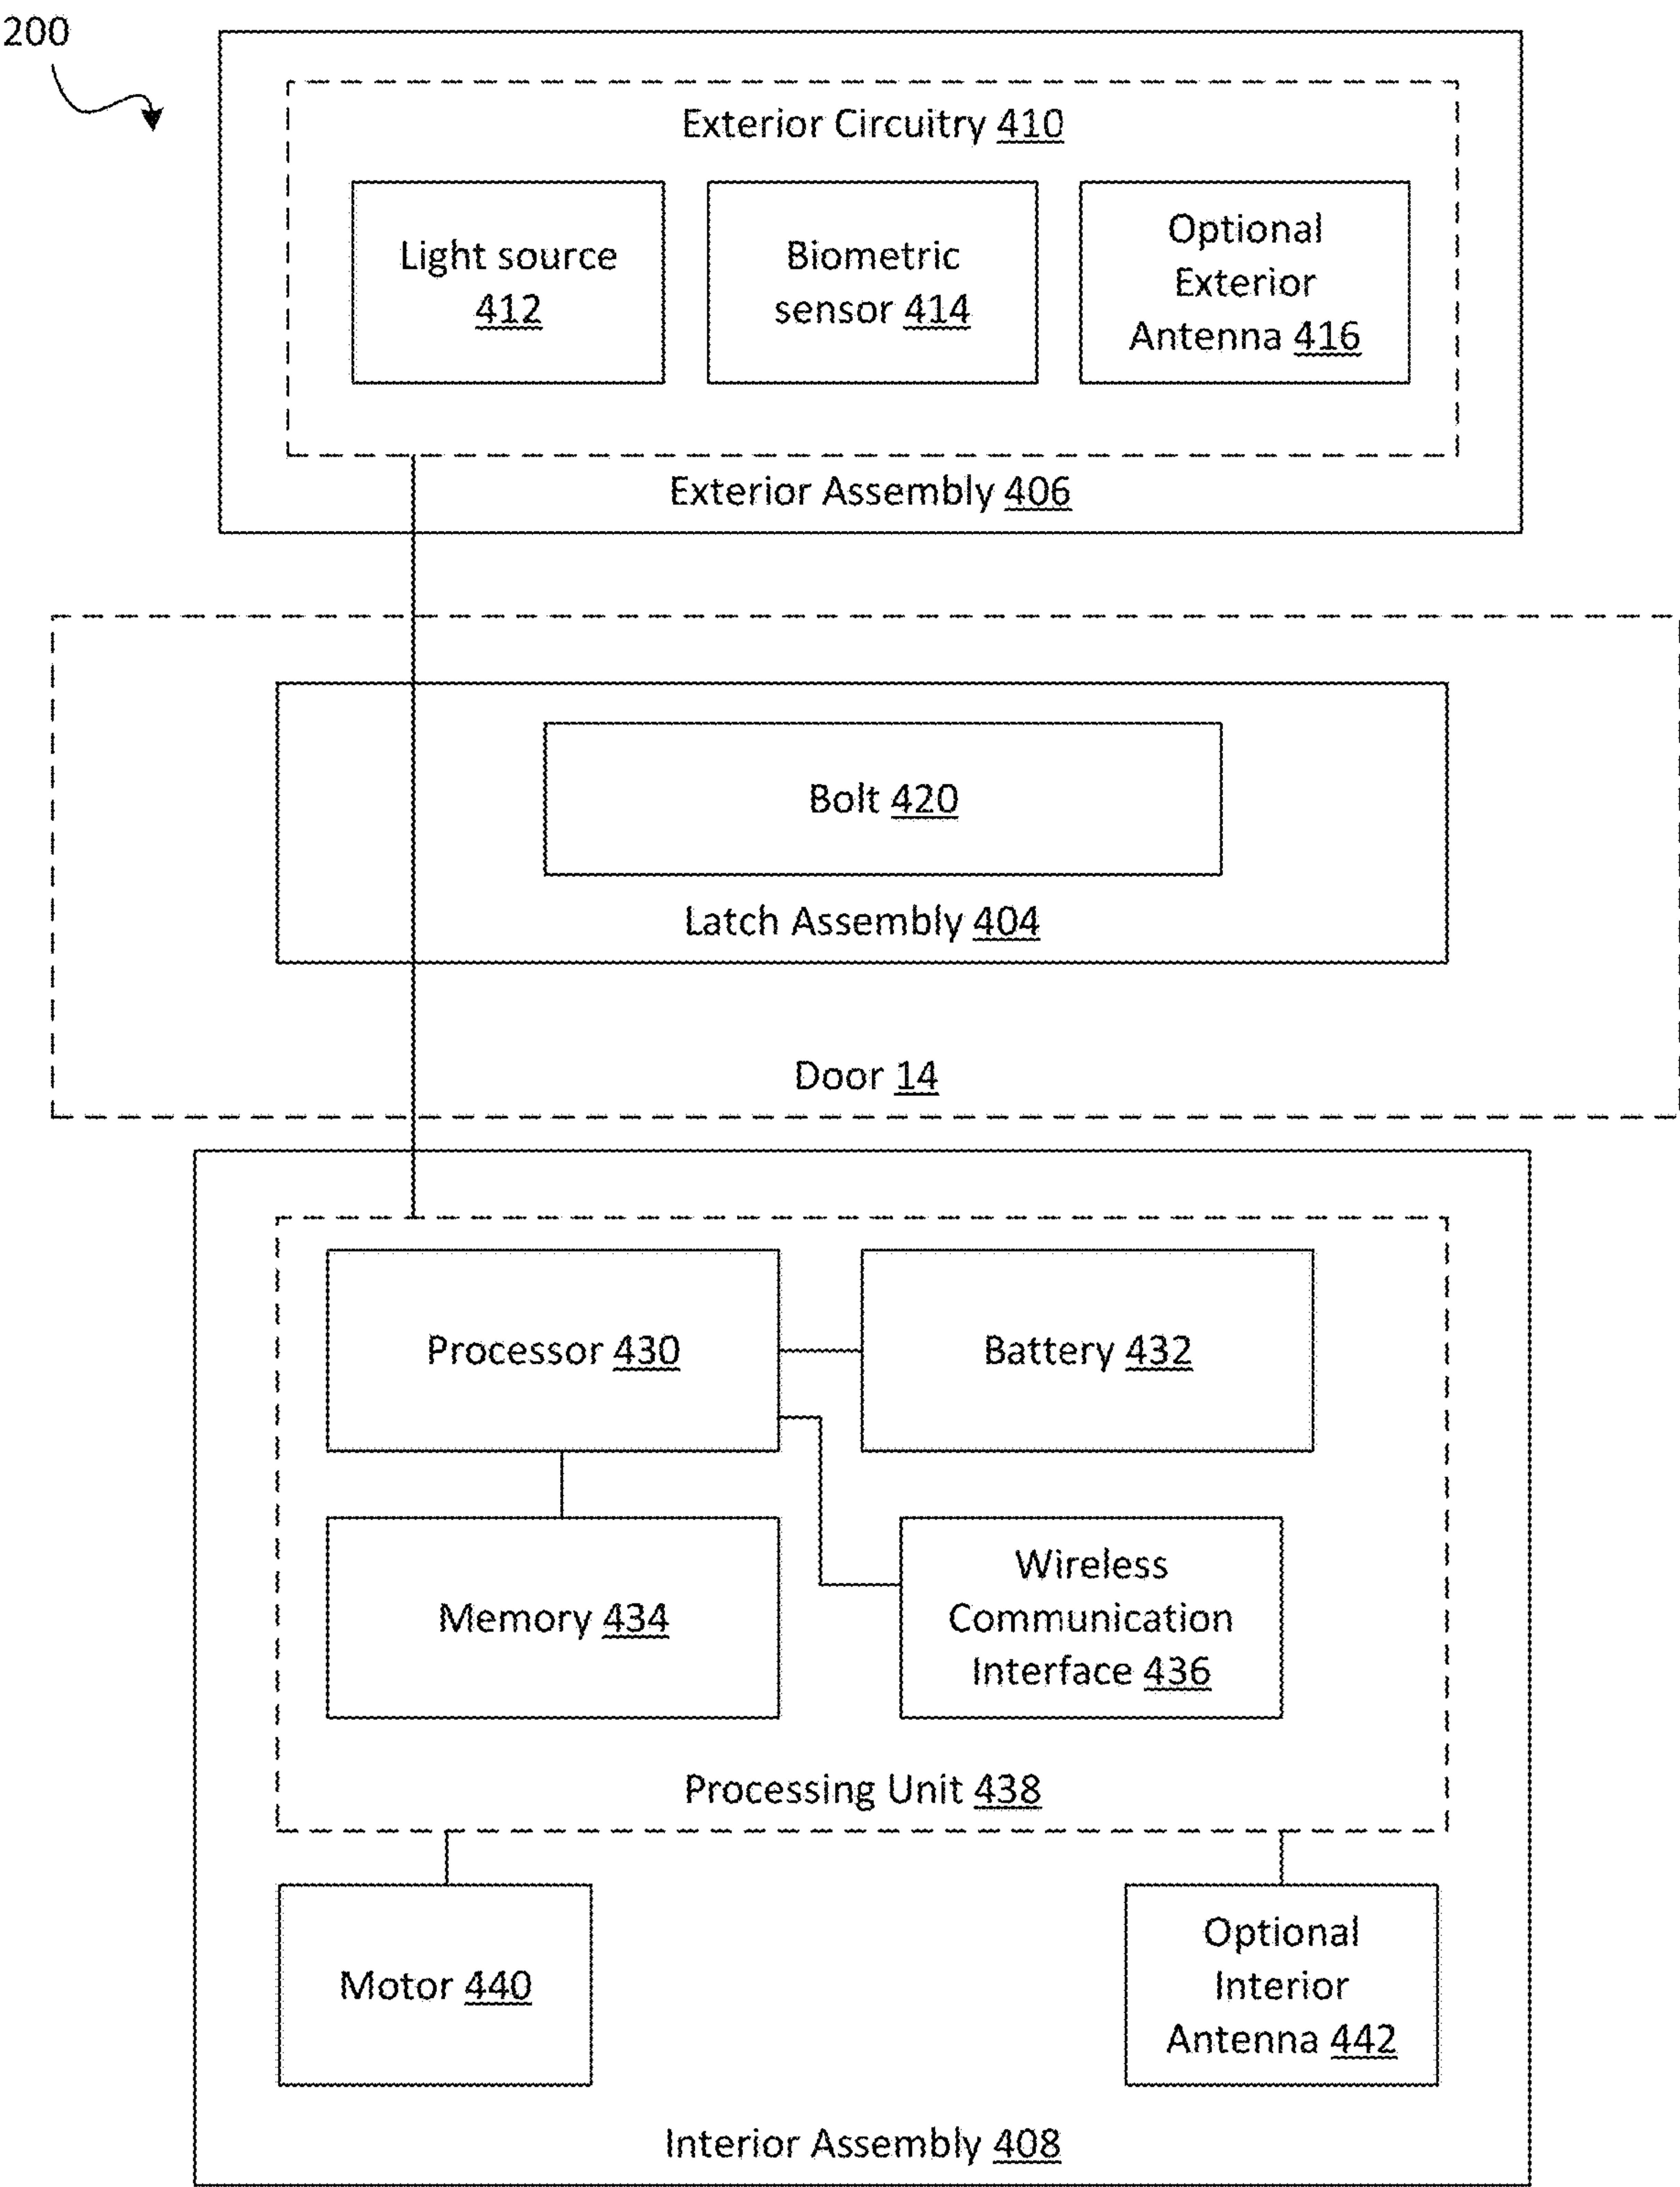 200
Exterior Circuitry 410
Light source
412
Biometric
sensor 414
Optional
Exterior
Antenna 416
Exterior Assembly 406
Bolt 420
Latch Assembly 404
Door 14
Processor 430
Battery 432
Memory 434
Wireless
Communication
Interface 436
Processing Unit 438
Motor 440
Optional
Interior
Antenna 442
Interior Assembly 408